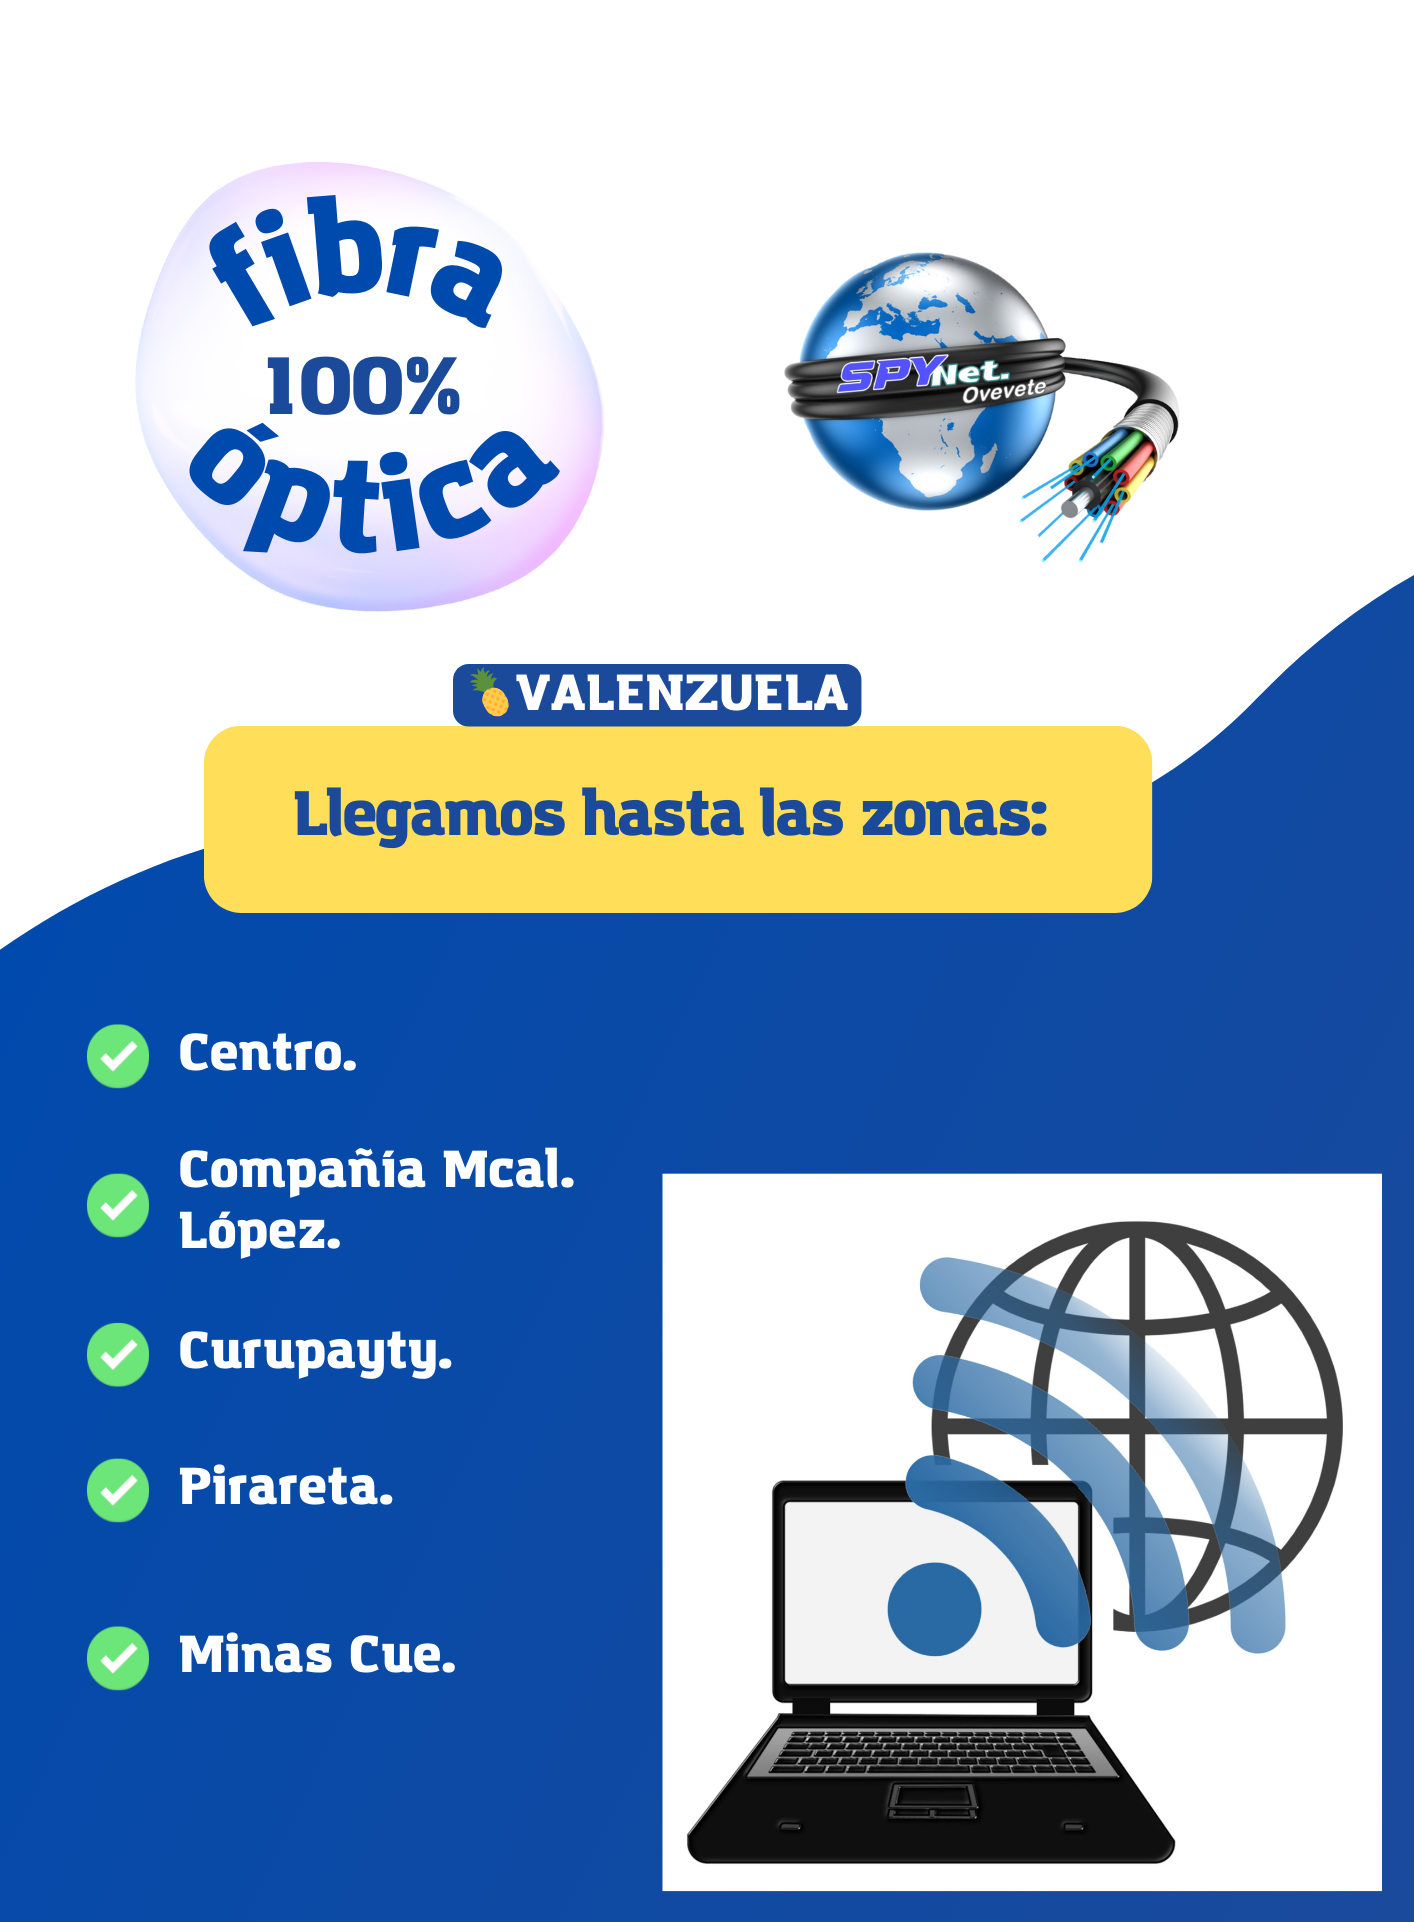 fibra
100%
óptica
SPYNet.
Ovevete
VALENZUELA
Llegamos hasta las zonas:
Centro.
Compañía Mcal.
López.
Curupayty.
Pirareta.
Minas Cue.